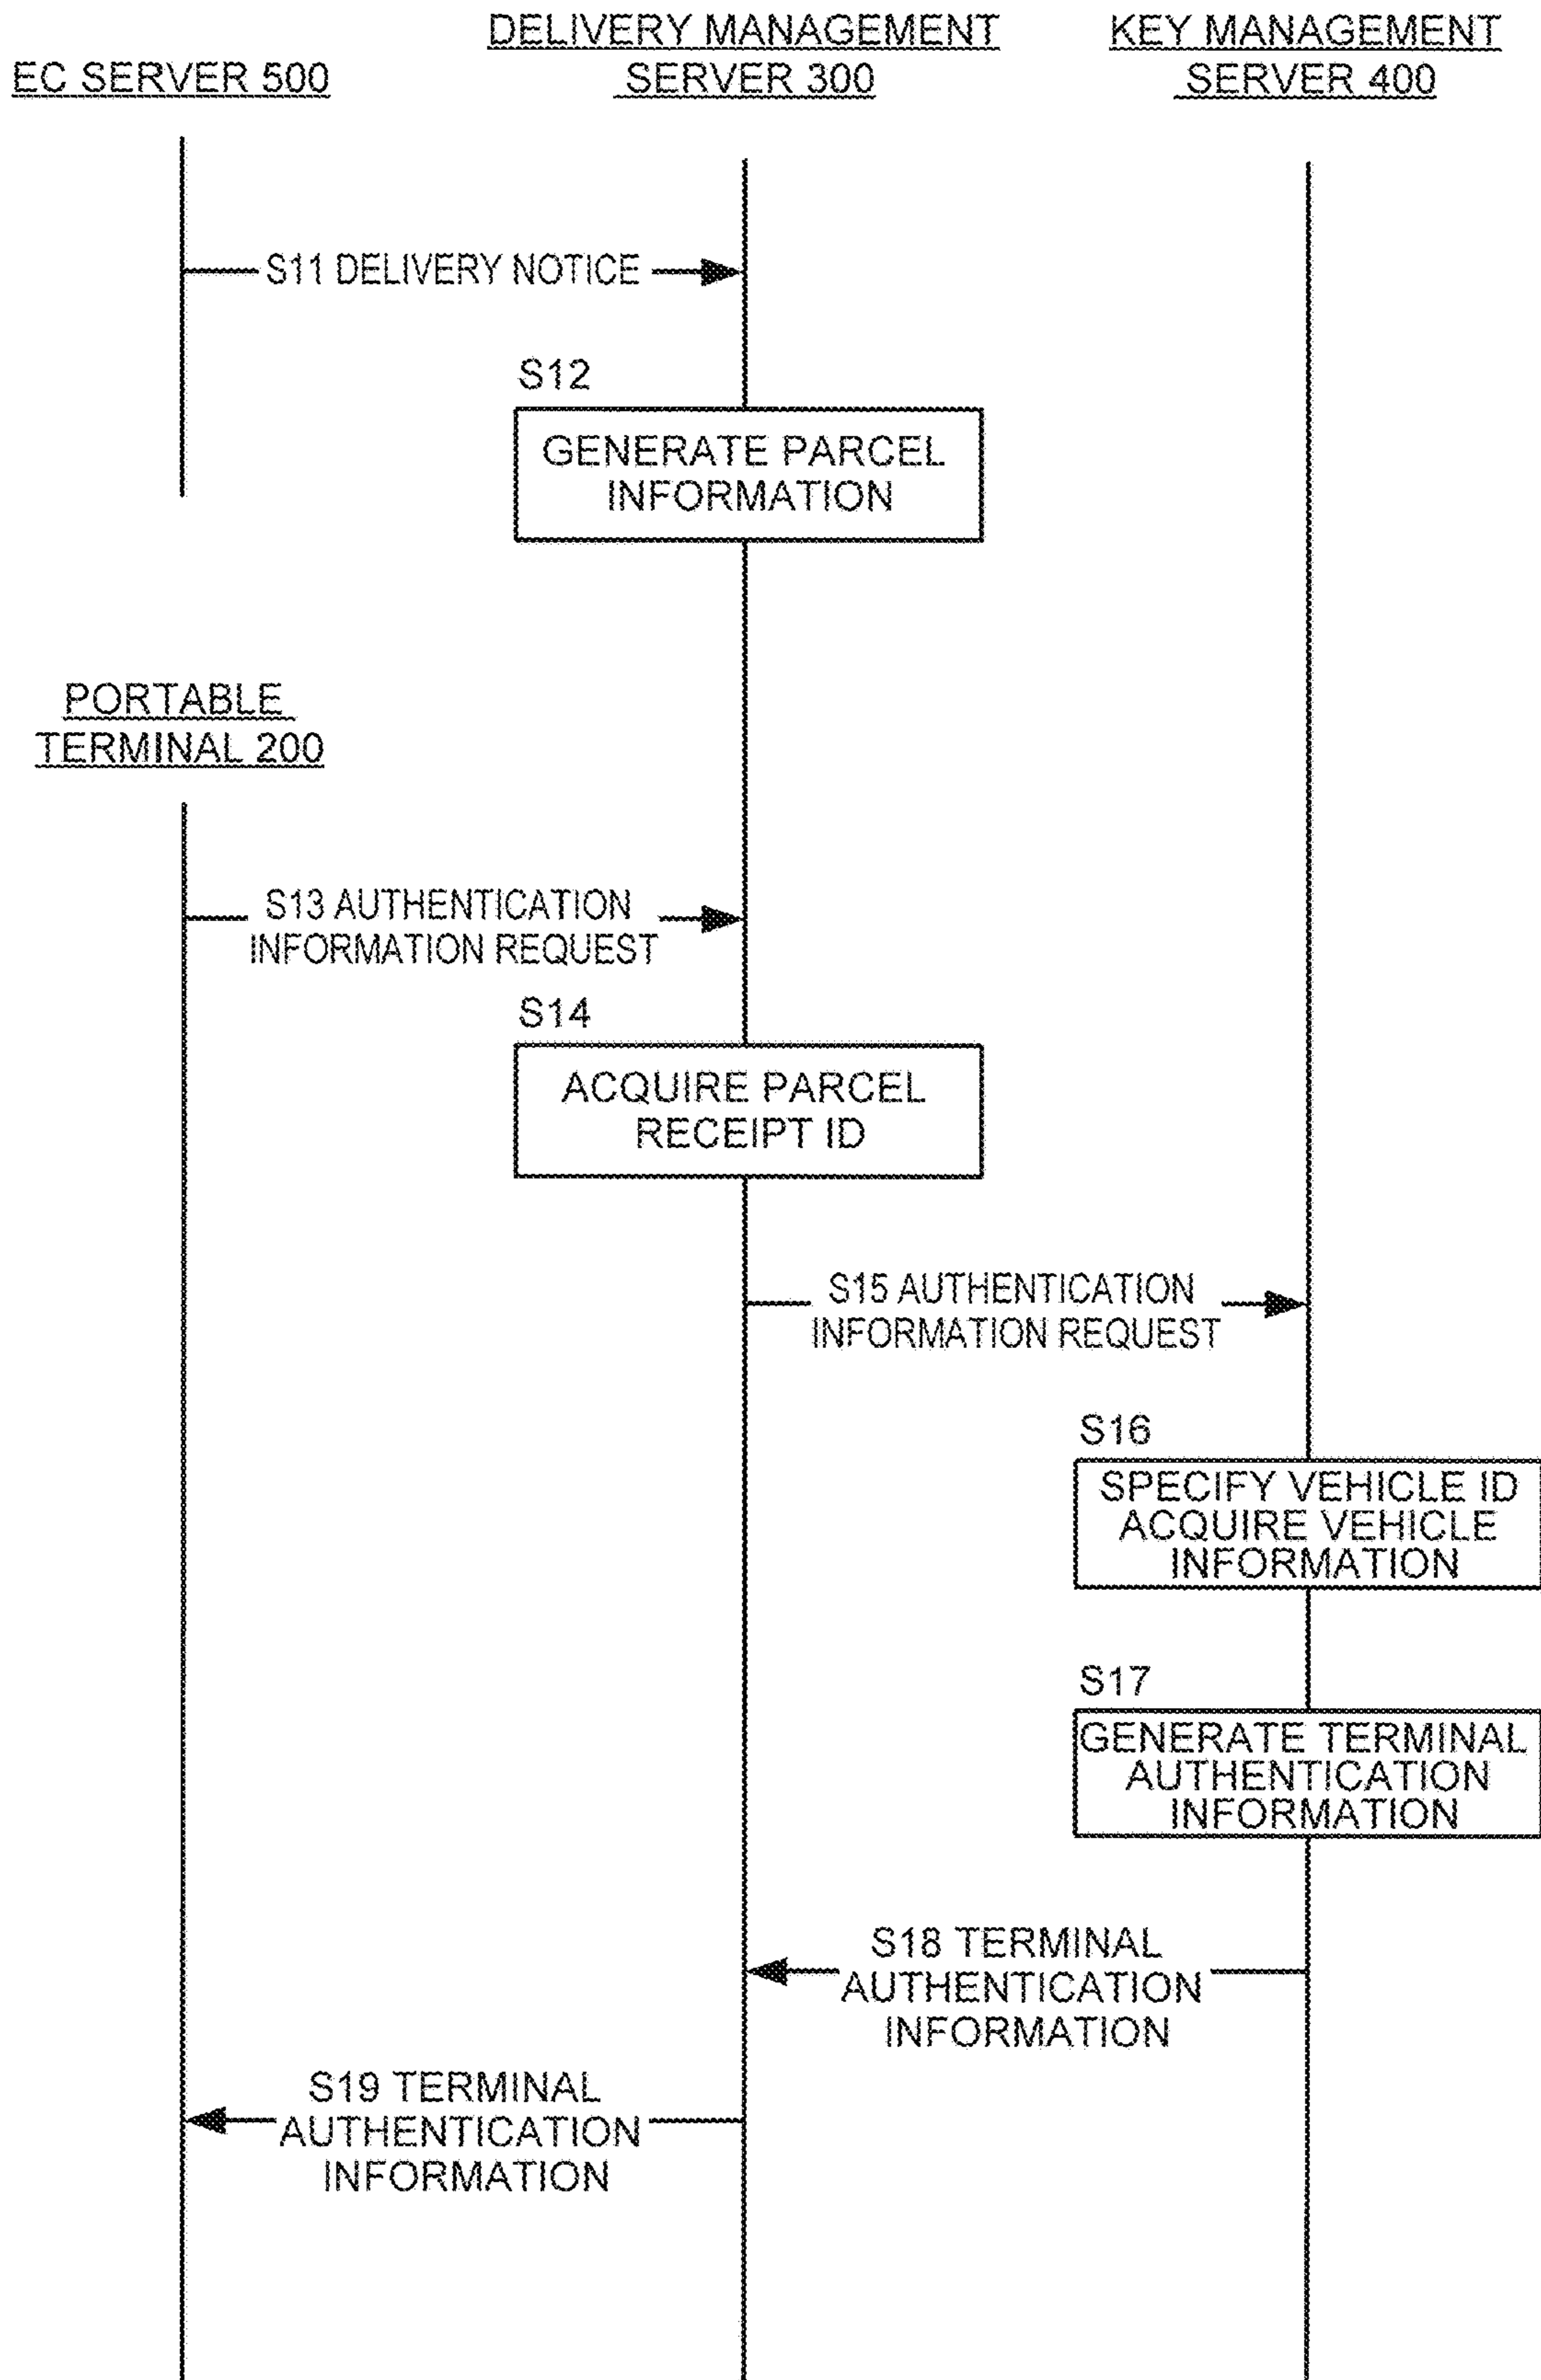 EC SERVER 500
DELIVERY MANAGEMENT
SERVER 300
KEY MANAGEMENT
SERVER 400
S11 DELIVERY NOTICE
S12
GENERATE PARCEL
INFORMATION
PORTABLE
TERMINAL 200
S13 AUTHENTICATION
INFORMATION REQUEST
S14
ACQUIRE PARCEL
RECEIPT ID
S15 AUTHENTICATION
INFORMATION REQUEST
S16
SPECIFY VEHICLE ID
ACQUIRE VEHICLE
INFORMATION
S17
GENERATE TERMINAL
AUTHENTICATION
INFORMATION
S18 TERMINAL
AUTHENTICATION
INFORMATION
S19 TERMINAL
AUTHENTICATION
INFORMATION